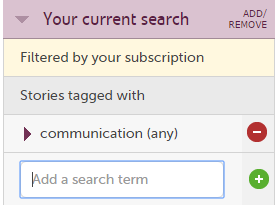 Your current search
ADD/
REMOVE
Filtered by your subscription
Stories tagged with
communication (any)
Add a search term